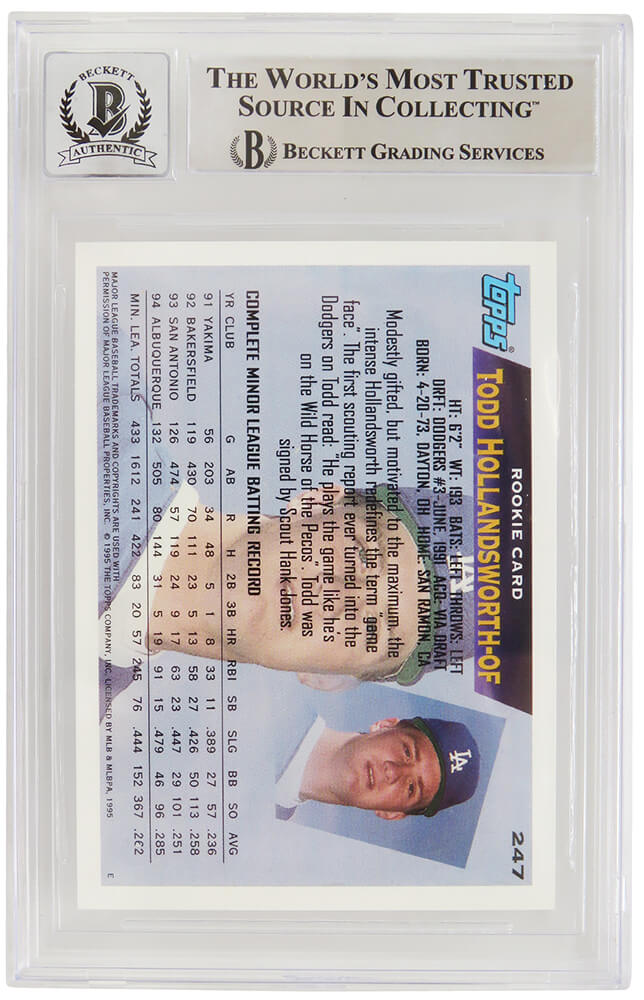 BECKETT
B
AUTHENTIC
THE WORLD'S MOST TRUSTED
SOURCE IN COLLECTING™
B BECKETT GRADING SERVICES
topps®
ROOKIE CARD
TODD HOLLANDSWORTH-OF
247
HT: 6'2" WT: 193 BATS: LEFT THROWS: LEFT
DRFT: DODGERS #3-JUNE, 1991 ACQ: VIA DRAFT
BORN: 4-20-73, DAYTON, OH HOME: SAN RAMON, CA
Modestly gifted, but motivated to the maximum, the
intense Hollandsworth redefines the term "game
face". The first scouting report ever turned into the
Dodgers on Todd read: "He plays the game like he's
on the Wild Horse of the Pecos". Todd was
signed by Scout Hank Jones.
LA
LA
COMPLETE MINOR LEAGUE BATTING RECORD
YR CLUB G AB R H 2B 3B HR RBI SB SLG BB SO AVG
91 YAKIMA 56 203 34 48 5 1 8 33 11 .389 27 57 .236
92 BAKERSFIELD 119 430 70 111 23 5 13 58 27 .426 50 113 .258
93 SAN ANTONIO 126 474 57 119 24 9 17 63 23 .447 29 101 .251
94 ALBUQUERQUE 132 505 80 144 31 5 19 91 15 .479 46 96 .285
MIN. LEA. TOTALS 433 1612 241 422 83 20 57 245 76 .444 152 367 .262
MAJOR LEAGUE BASEBALL TRADEMARKS AND COPYRIGHTS ARE USED WITH
PERMISSION OF MAJOR LEAGUE BASEBALL PROPERTIES, INC. © 1995 THE TOPPS COMPANY, INC. LICENSED BY MLB & MLBPA, 1995
E